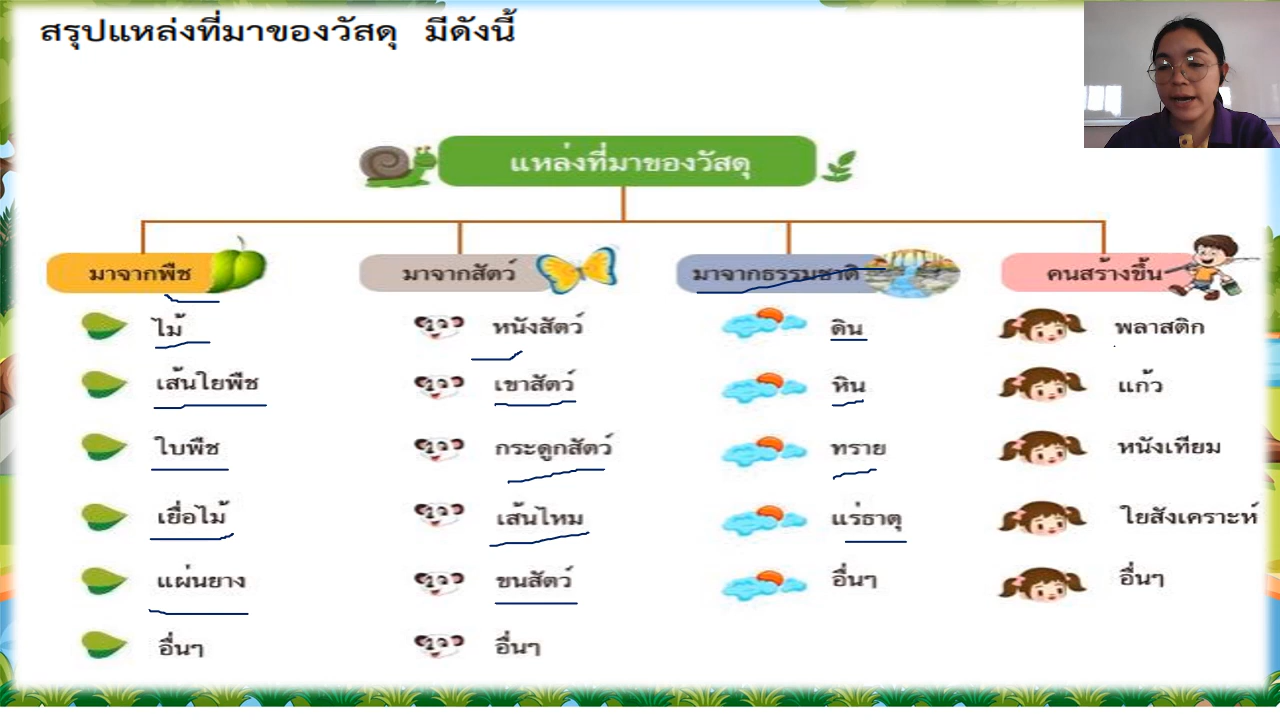 สรุปแหล่งที่มาของวัสดุ มีดังนี้
แหล่งที่มาของวัสดุ
มาจากพืช
ไม้
เส้นใยพืช
ใบพืช
เยื่อไม้
แผ่นยาง
อื่นๆ
มาจากสัตว์
หนังสัตว์
เขาสัตว์
กระดูกสัตว์
เส้นไหม
ขนสัตว์
อื่นๆ
มาจากธรรมชาติ
ดิน
หิน
ทราย
แร่ธาตุ
อื่นๆ
คนสร้างขึ้น
พลาสติก
แก้ว
หนังเทียม
ใยสังเคราะห์
อื่นๆ